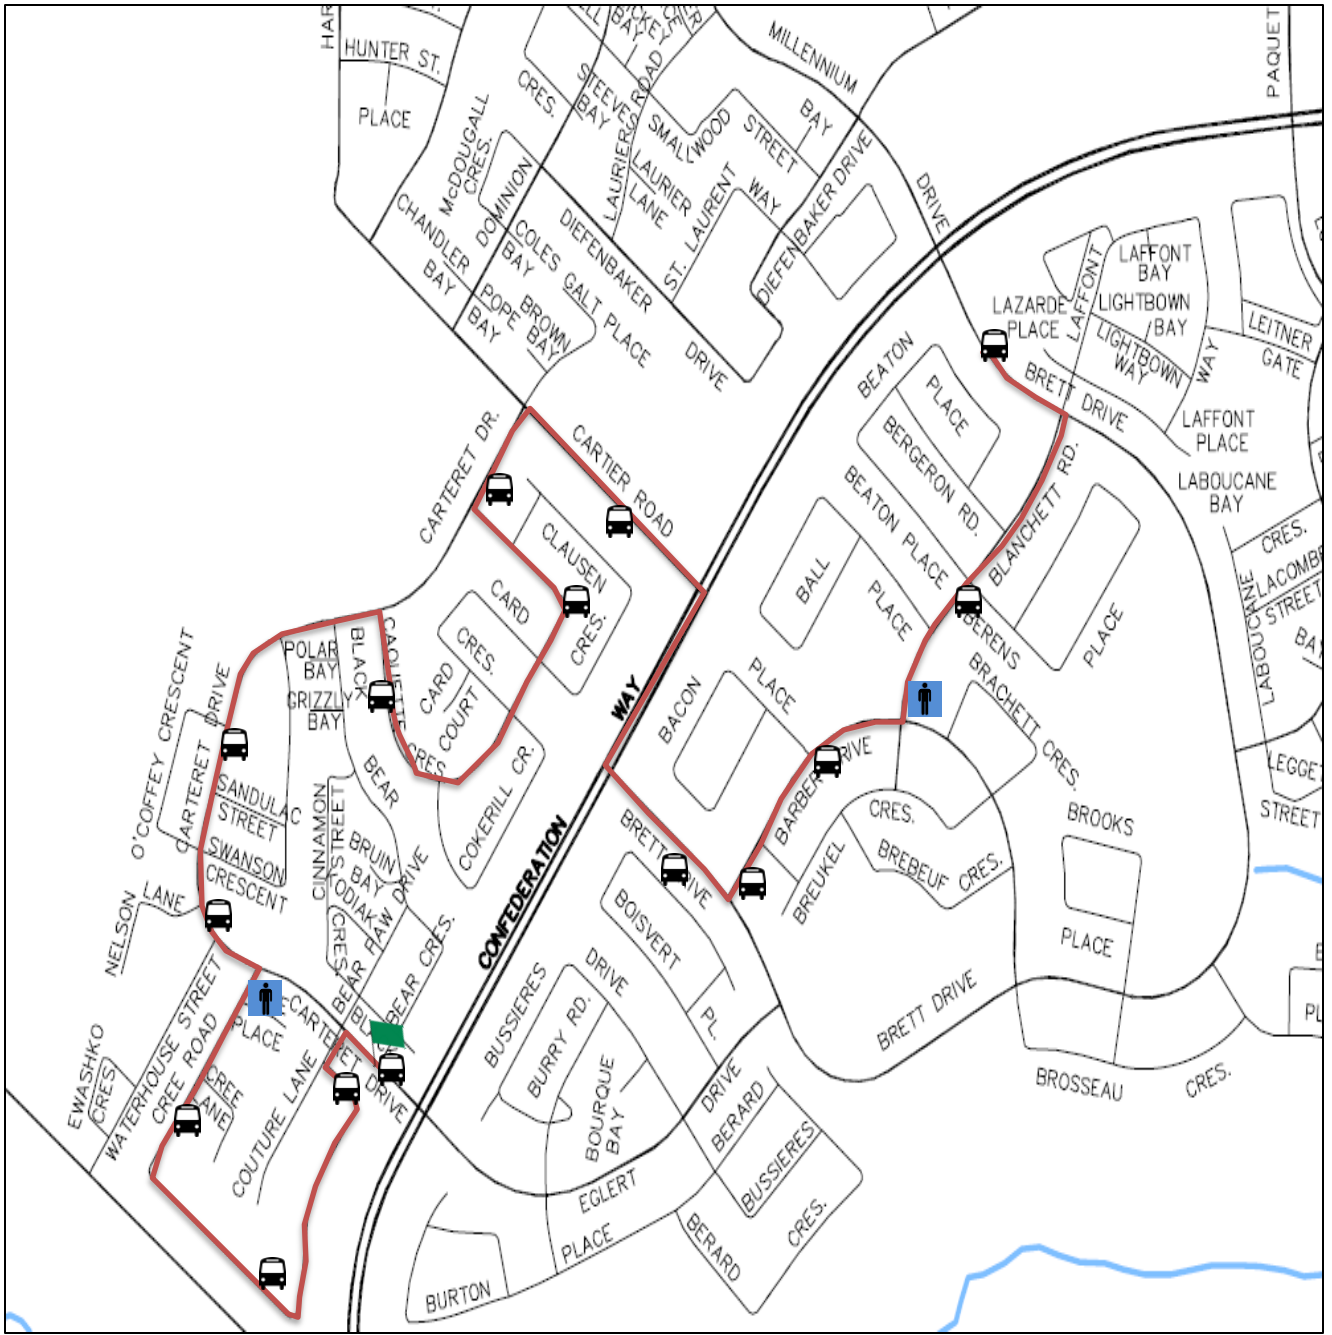 HUNTER ST.
PLACE
CRES.
STEEVES
BAY
BAY
LAURIER
ROAD
SMALLWOOD
STREET
BAY
MILLENNIUM
DRIVE
PAQUET
McDOUGALL
CRES.
DOMINION
BAY
LAURIER
LANE
ST. LAURENT
WAY
DIEFENBAKER DRIVE
CHANDLER
BAY
COLES
DIEFENBAKER
DRIVE
GALT PLACE
POPE
BAY
BROWN
BAY
LAFFONT
LAFFONT
BAY
LAZARDE
PLACE
LIGHTBOWN
BAY
LIGHTBOWN
WAY
WAY
LEITNER
GATE
BRETT DRIVE
LAFFONT
PLACE
LABOUCANE
BAY
BEATON
PLACE
BERGERON RD.
BEATON PLACE
BLANCHETT RD.
CARTERET DR.
CARTIER ROAD
CLAUSEN
CRES.
CARD
CRES.
CARD
COURT
BALL
PLACE
BERENS
PLACE
CRES.
LACOMBE
STREET
BAY
LABOUCANE
LEGGET
STREET
O'COFFEY CRESCENT
CARTERET DRIVE
POLAR
BAY
GRIZZLY
BAY
BLACK
BEAR
CAOUETTE
CRES
COKERILL CR.
WAY
CONFEDERATION
BACON
PLACE
BRACHETT CRES.
BARBER DRIVE
CRES.
BREUKEL
BREBEUF CRES.
BROOKS
PLACE
SANDULAC
STREET
SWANSON
CRESCENT
CINNAMON
STREET
BRUIN
BAY
KODIAK
CRES
BEAR PAW DRIVE
BLACK BEAR CRES.
NELSON
LANE
BRETT DRIVE
BOISVERT
PL.
BUSSIERES
DRIVE
BURRY RD.
BOURQUE
BAY
BRETT DRIVE
BROSSEAU
CRES.
EWASHKO
CRES.
WATERHOUSE STREET
CREE ROAD
PLACE
CREE
LANE
COUTURE LANE
CARTERET
DRIVE
EGLERT
DRIVE
PLACE
BERARD
BUSSIERES
CRES.
BERARD
BURTON